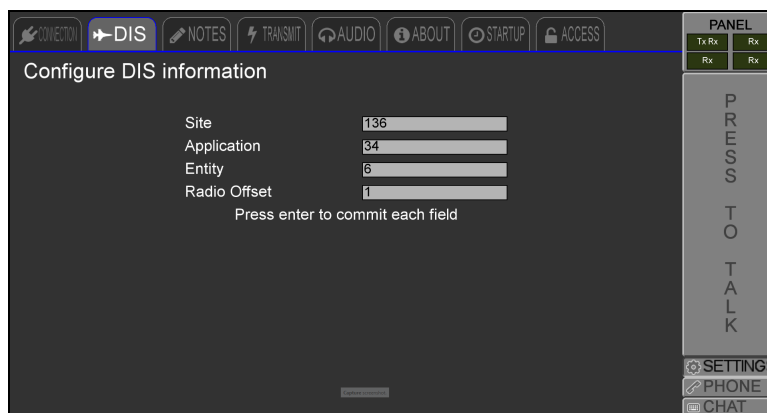 CONNECTION
DIS
NOTES
TRANSMIT
AUDIO
ABOUT
STARTUP
ACCESS
Configure DIS information
Site 136
Application 34
Entity 6
Radio Offset 1
Press enter to commit each field
PANEL
Tx Rx Rx
Rx Rx
PRESS TO TALK
SETTING
PHONE
CHAT